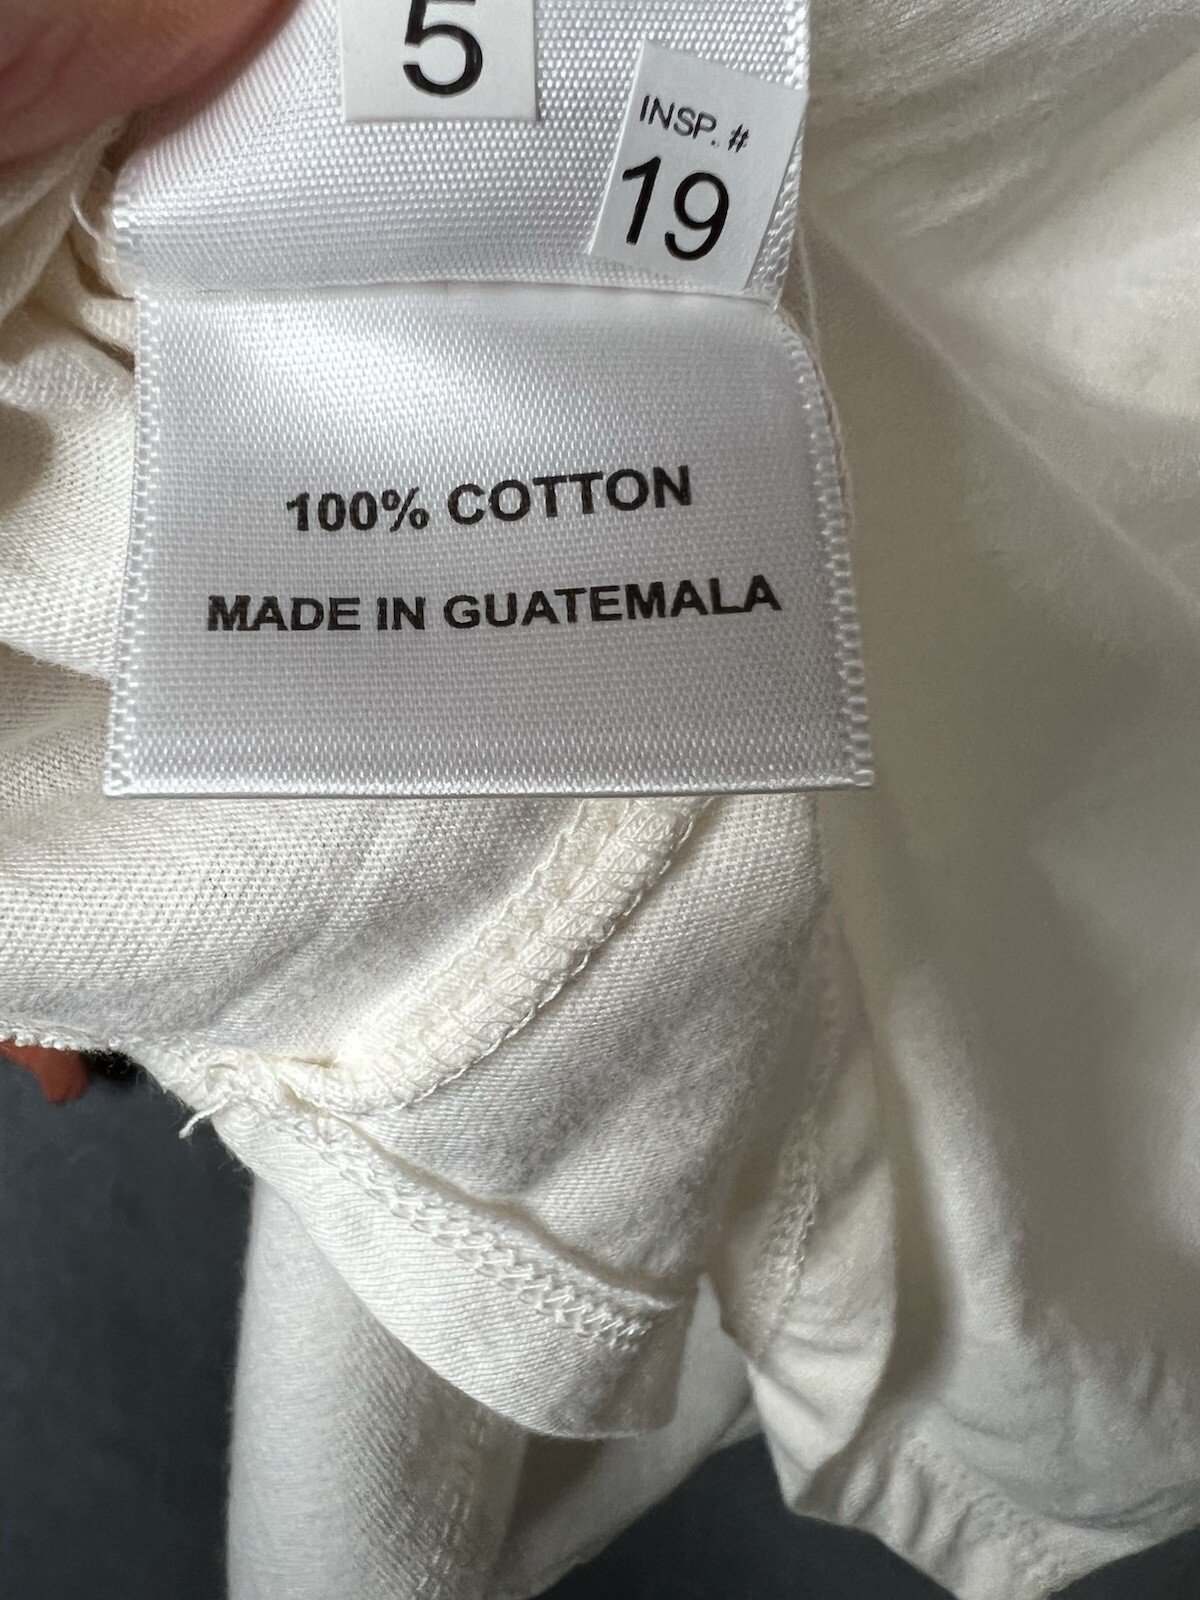 5
INSP. #
19
100% COTTON
MADE IN GUATEMALA